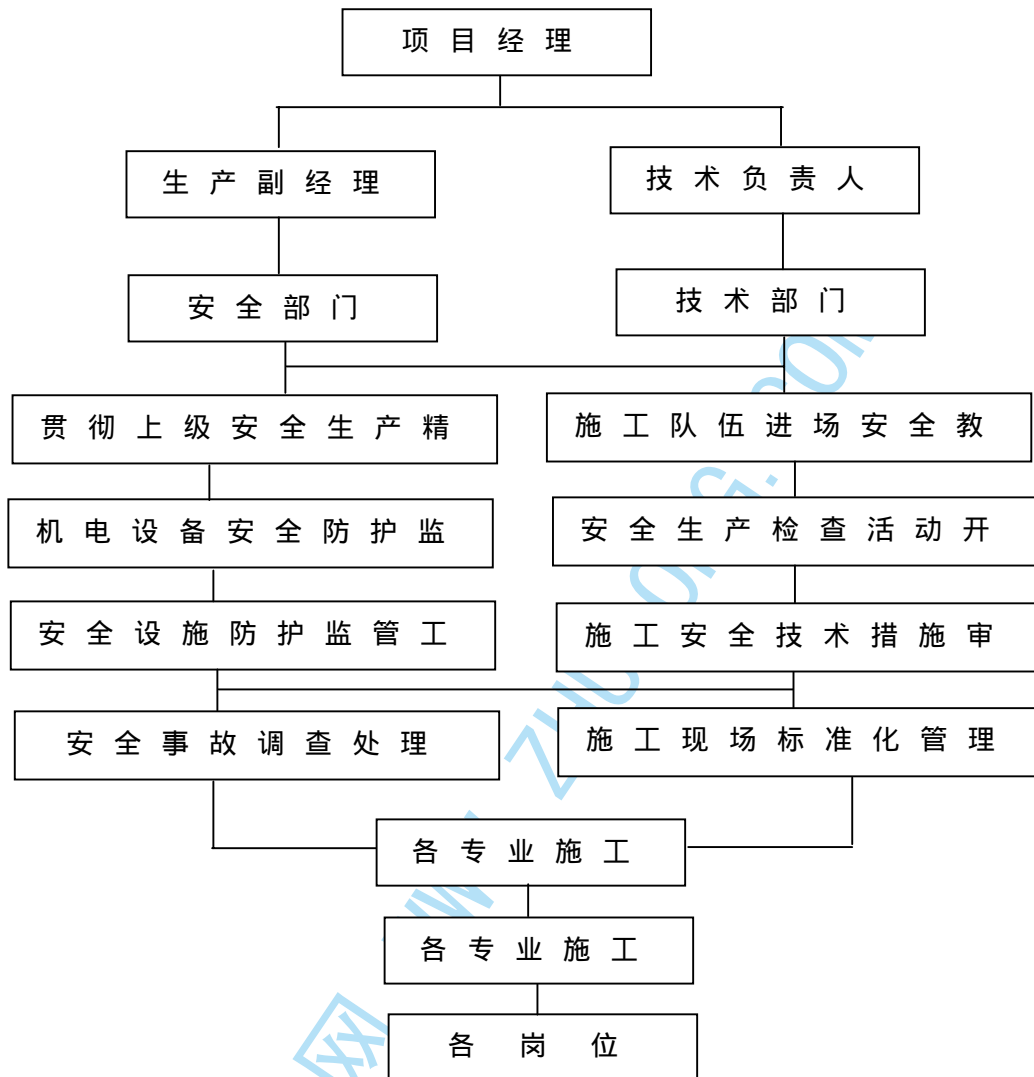 项目经理
生产副经理
技术负责人
安全部门
技术部门
贯彻上级安全生产精
施工队伍进场安全教
机电设备安全防护监
安全生产检查活动开
安全设施防护监管工
施工安全技术措施审
安全事故调查处理
施工现场标准化管理
各专业施工
各专业施工
各岗位
网